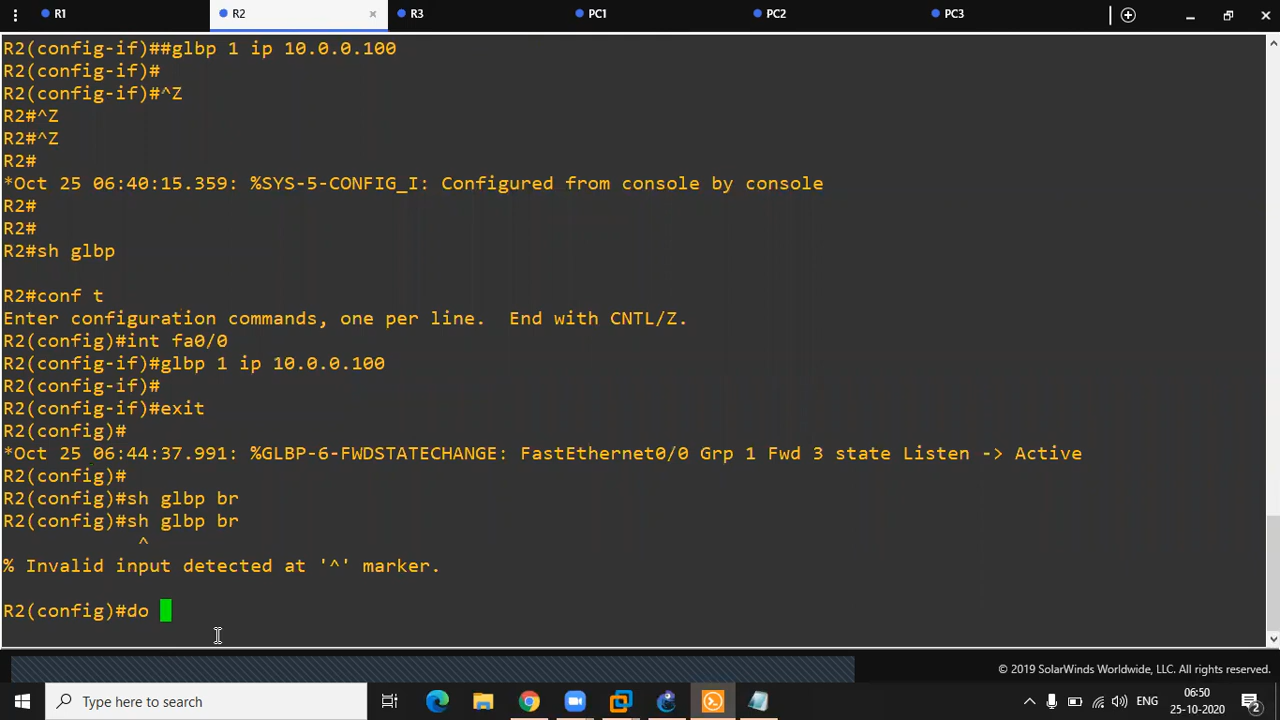 R1
R2
R3
PC1
PC2
PC3
R2(config-if)##glbp 1 ip 10.0.0.100
R2(config-if)#
R2(config-if)#^Z
R2#^Z
R2#^Z
R2#
*Oct 25 06:40:15.359: %SYS-5-CONFIG_I: Configured from console by console
R2#
R2#
R2#sh glbp
R2#conf t
Enter configuration commands, one per line.  End with CNTL/Z.
R2(config)#int fa0/0
R2(config-if)#glbp 1 ip 10.0.0.100
R2(config-if)#
R2(config-if)#exit
R2(config)#
*Oct 25 06:44:37.991: %GLBP-6-FWDSTATECHANGE: FastEthernet0/0 Grp 1 Fwd 3 state Listen -> Active
R2(config)#
R2(config)#sh glbp br
R2(config)#sh glbp br
^
% Invalid input detected at '^' marker.
R2(config)#do
© 2019 SolarWinds Worldwide, LLC. All rights reserved.
Type here to search
ENG
06:50
25-10-2020
2